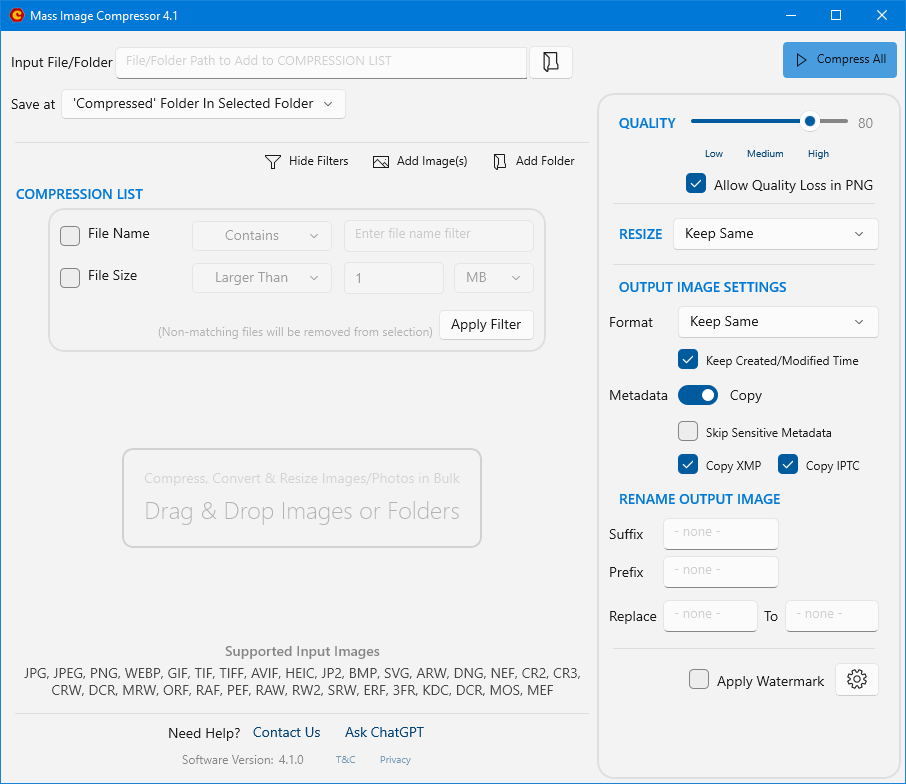 Mass Image Compressor 4.1
Input File/Folder File/Folder Path to Add to COMPRESSION LIST
Compress All
Save at 'Compressed' Folder In Selected Folder
Hide Filters Add Image(s) Add Folder
COMPRESSION LIST
File Name Contains Enter file name filter
File Size Larger Than 1 MB
(Non-matching files will be removed from selection) Apply Filter
Compress, Convert & Resize Images/Photos in Bulk
Drag & Drop Images or Folders
Supported Input Images
JPG, JPEG, PNG, WEBP, GIF, TIF, TIFF, AVIF, HEIC, JP2, BMP, SVG, ARW, DNG, NEF, CR2, CR3,
CRW, DCR, MRW, ORF, RAF, PEF, RAW, RW2, SRW, ERF, 3FR, KDC, DCR, MOS, MEF
Need Help? Contact Us Ask ChatGPT
Software Version: 4.1.0 T&C Privacy
QUALITY 80
Low Medium High
Allow Quality Loss in PNG
RESIZE Keep Same
OUTPUT IMAGE SETTINGS
Format Keep Same
Keep Created/Modified Time
Metadata Copy
Skip Sensitive Metadata
Copy XMP Copy IPTC
RENAME OUTPUT IMAGE
Suffix - none -
Prefix - none -
Replace - none - To - none -
Apply Watermark